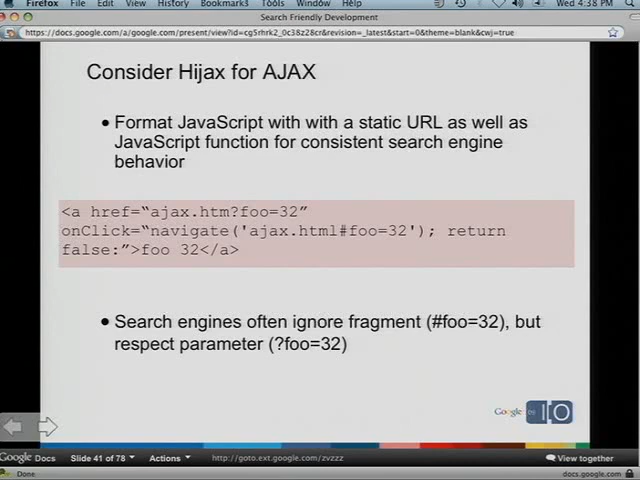 Firefox File Edit View History Bookmarks Tools Window Help Wed 4:38 PM
Search Friendly Development
https://docs.google.com/a/google.com/present/view?id=cg5rhrk2_0c38z28cr&revision=_latest&start=0&theme=blank&cwj=true
Consider Hijax for AJAX
• Format JavaScript with with a static URL as well as
JavaScript function for consistent search engine
behavior
<a href=“ajax.htm?foo=32”
onClick=“navigate('ajax.html#foo=32'); return
false:”>foo 32</a>
• Search engines often ignore fragment (#foo=32), but
respect parameter (?foo=32)
Google IO
Google Docs Slide 41 of 78 Actions http://goto.ext.google.com/zvzzz View together
Done docs.google.com